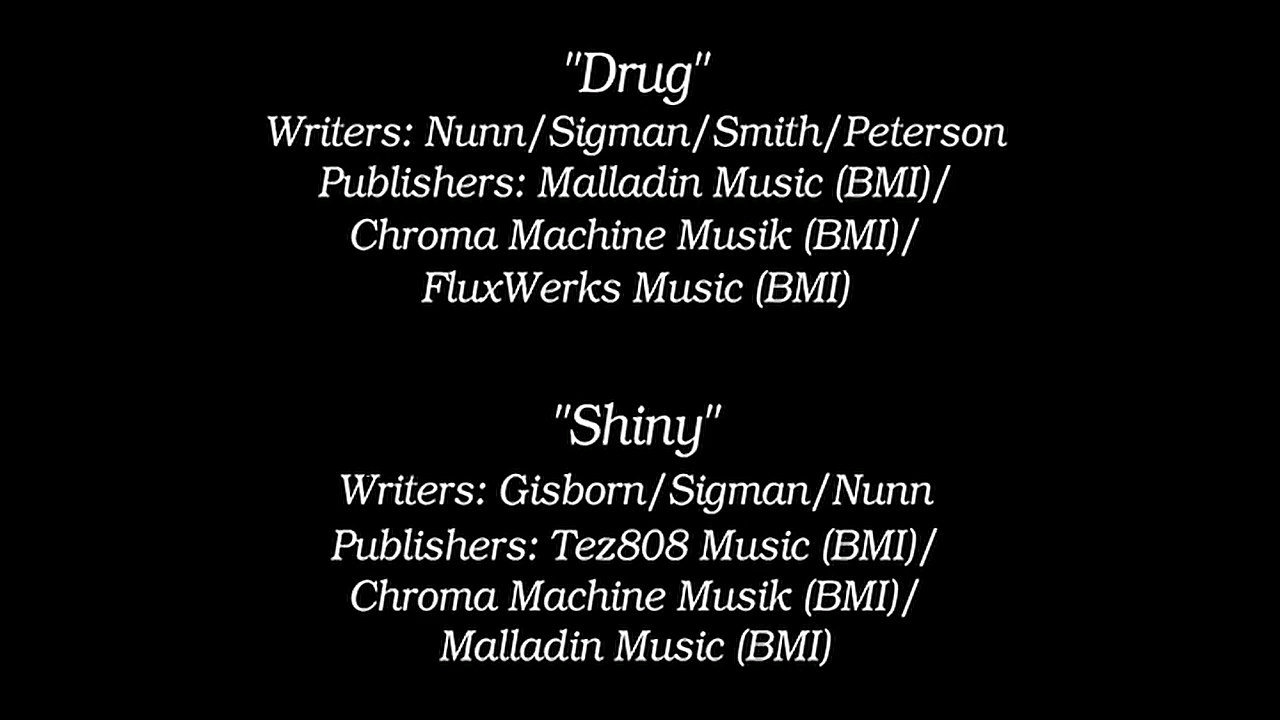 "Drug"
Writers: Nunn/Sigman/Smith/Peterson
Publishers: Malladin Music (BMI)/
Chroma Machine Musik (BMI)/
FluxWerks Music (BMI)
"Shiny"
Writers: Gisborn/Sigman/Nunn
Publishers: Tez808 Music (BMI)/
Chroma Machine Musik (BMI)/
Malladin Music (BMI)